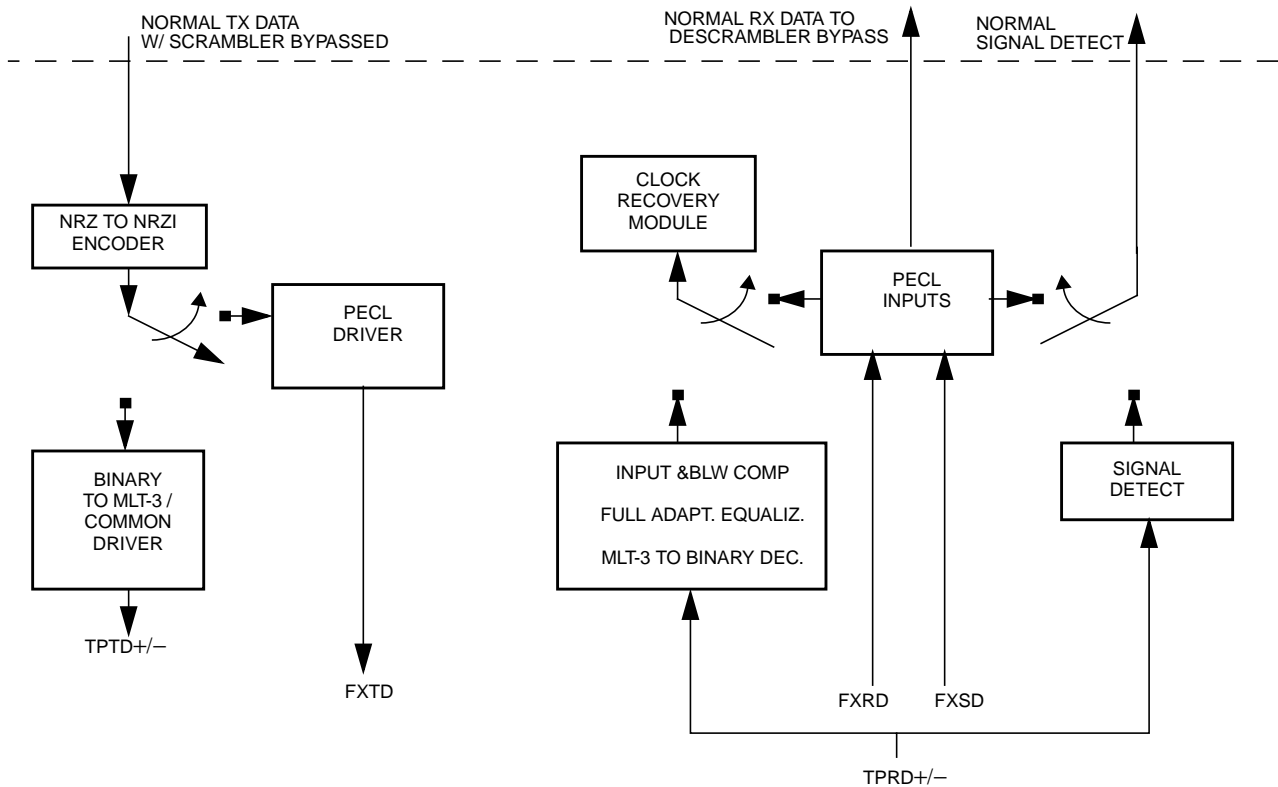 NORMAL TX DATA
W/ SCRAMBLER BYPASSED
NORMAL RX DATA TO
DESCRAMBLER BYPASS
NORMAL
SIGNAL DETECT
NRZ TO NRZI
ENCODER
PECL
DRIVER
BINARY
TO MLT-3 /
COMMON
DRIVER
TPTD+/−
FXTD
CLOCK
RECOVERY
MODULE
PECL
INPUTS
INPUT &BLW COMP
FULL ADAPT. EQUALIZ.
MLT-3 TO BINARY DEC.
SIGNAL
DETECT
FXRD
FXSD
TPRD+/−